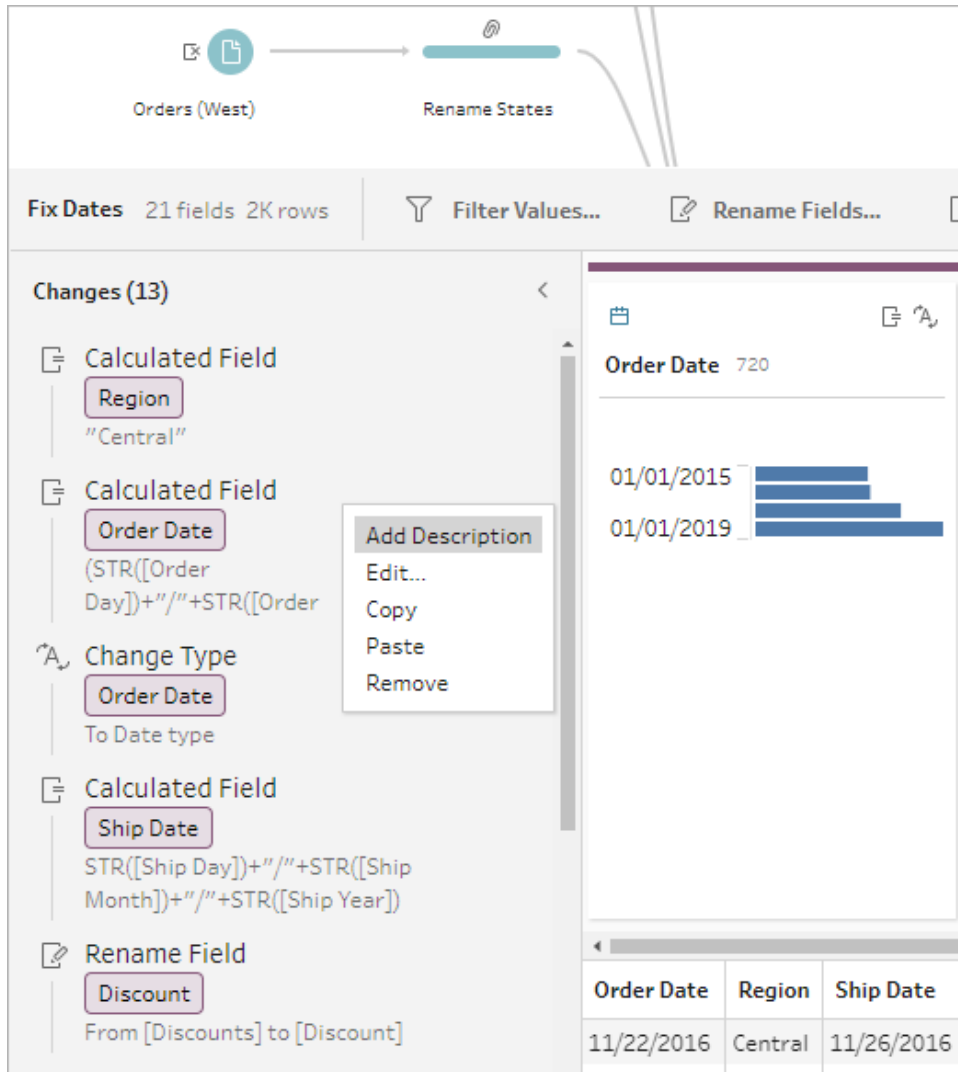 Orders (West)
Rename States
Fix Dates 21 fields 2K rows
Filter Values...
Rename Fields...
Changes (13)
Calculated Field
Region
"Central"
Calculated Field
Order Date
(STR([Order
Day])+"/"+STR([Order
Change Type
Order Date
To Date type
Calculated Field
Ship Date
STR([Ship Day])+"/"+STR([Ship
Month])+"/"+STR([Ship Year])
Rename Field
Discount
From [Discounts] to [Discount]
Add Description
Edit...
Copy
Paste
Remove
Order Date 720
01/01/2015
01/01/2019
Order Date Region Ship Date
11/22/2016 Central 11/26/2016